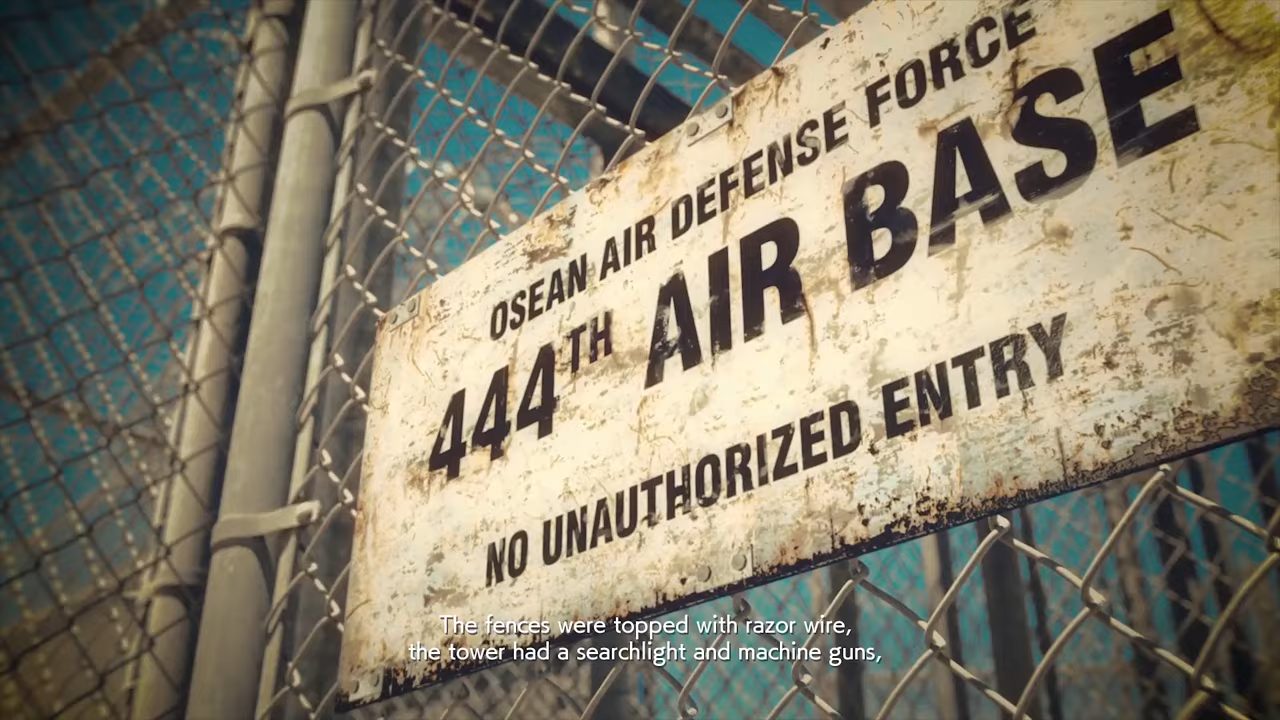 OSEAN AIR DEFENSE FORCE
444TH AIR BASE
NO UNAUTHORIZED ENTRY
The fences were topped with razor wire,
the tower had a searchlight and machine guns,